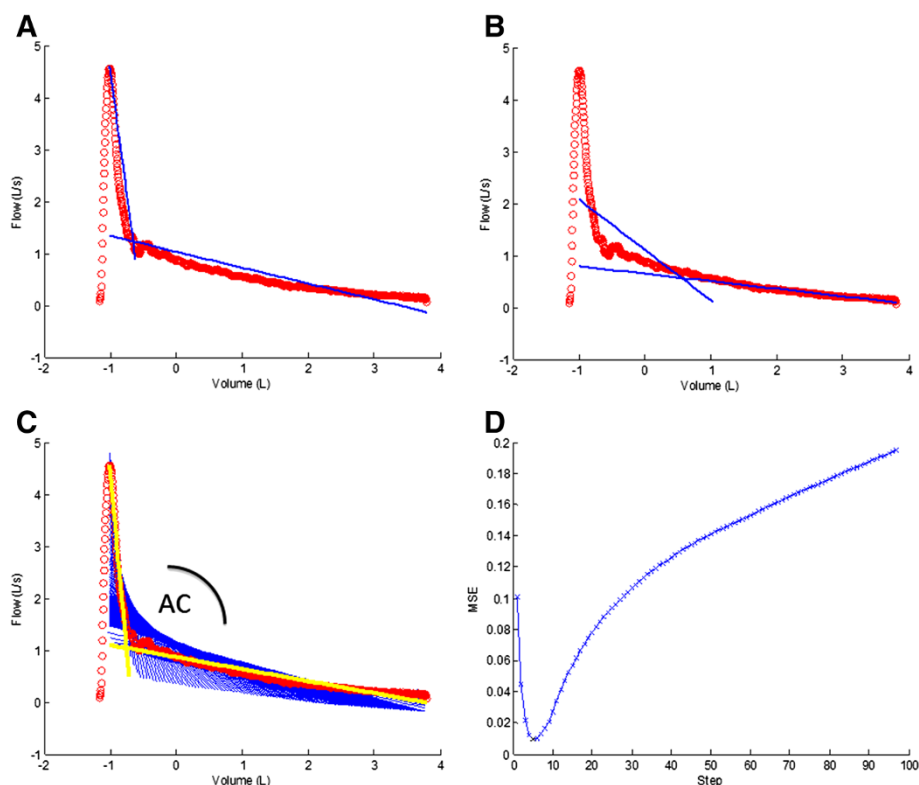 A
5
4
3
2
1
0
-1
Flow (L/s)
-2 -1 0 1 2 3 4
Volume (L)
B
5
4
3
2
1
0
-1
Flow (L/s)
-2 -1 0 1 2 3 4
Volume (L)
C
5
4
3
2
1
0
-1
Flow (L/s)
AC
-2 -1 0 1 2 3 4
Volume (L)
D
0.2
0.18
0.16
0.14
0.12
0.1
0.08
0.06
0.04
0.02
0
MSE
0 10 20 30 40 50 60 70 80 90 100
Step